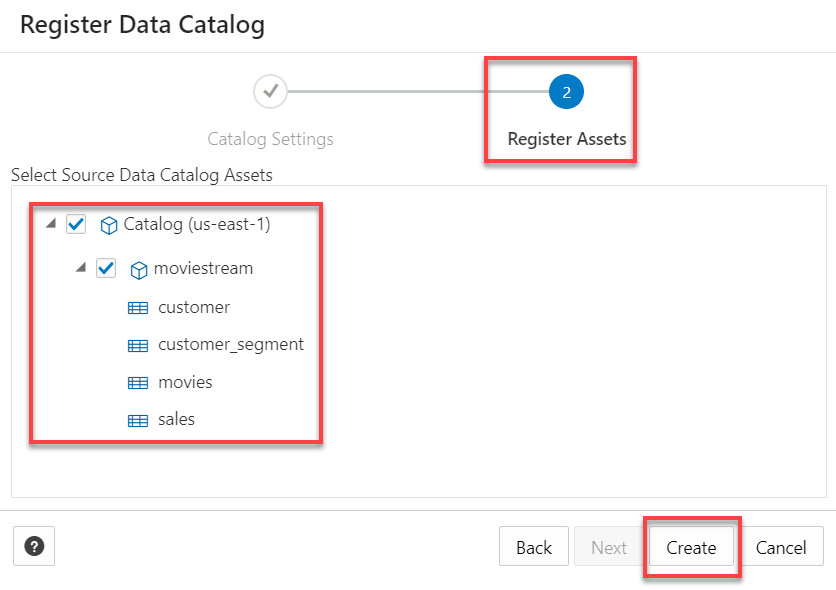 Register Data Catalog
2
Catalog Settings
Register Assets
Select Source Data Catalog Assets
Catalog (us-east-1)
moviestream
customer
customer_segment
movies
sales
?
Back
Next
Create
Cancel